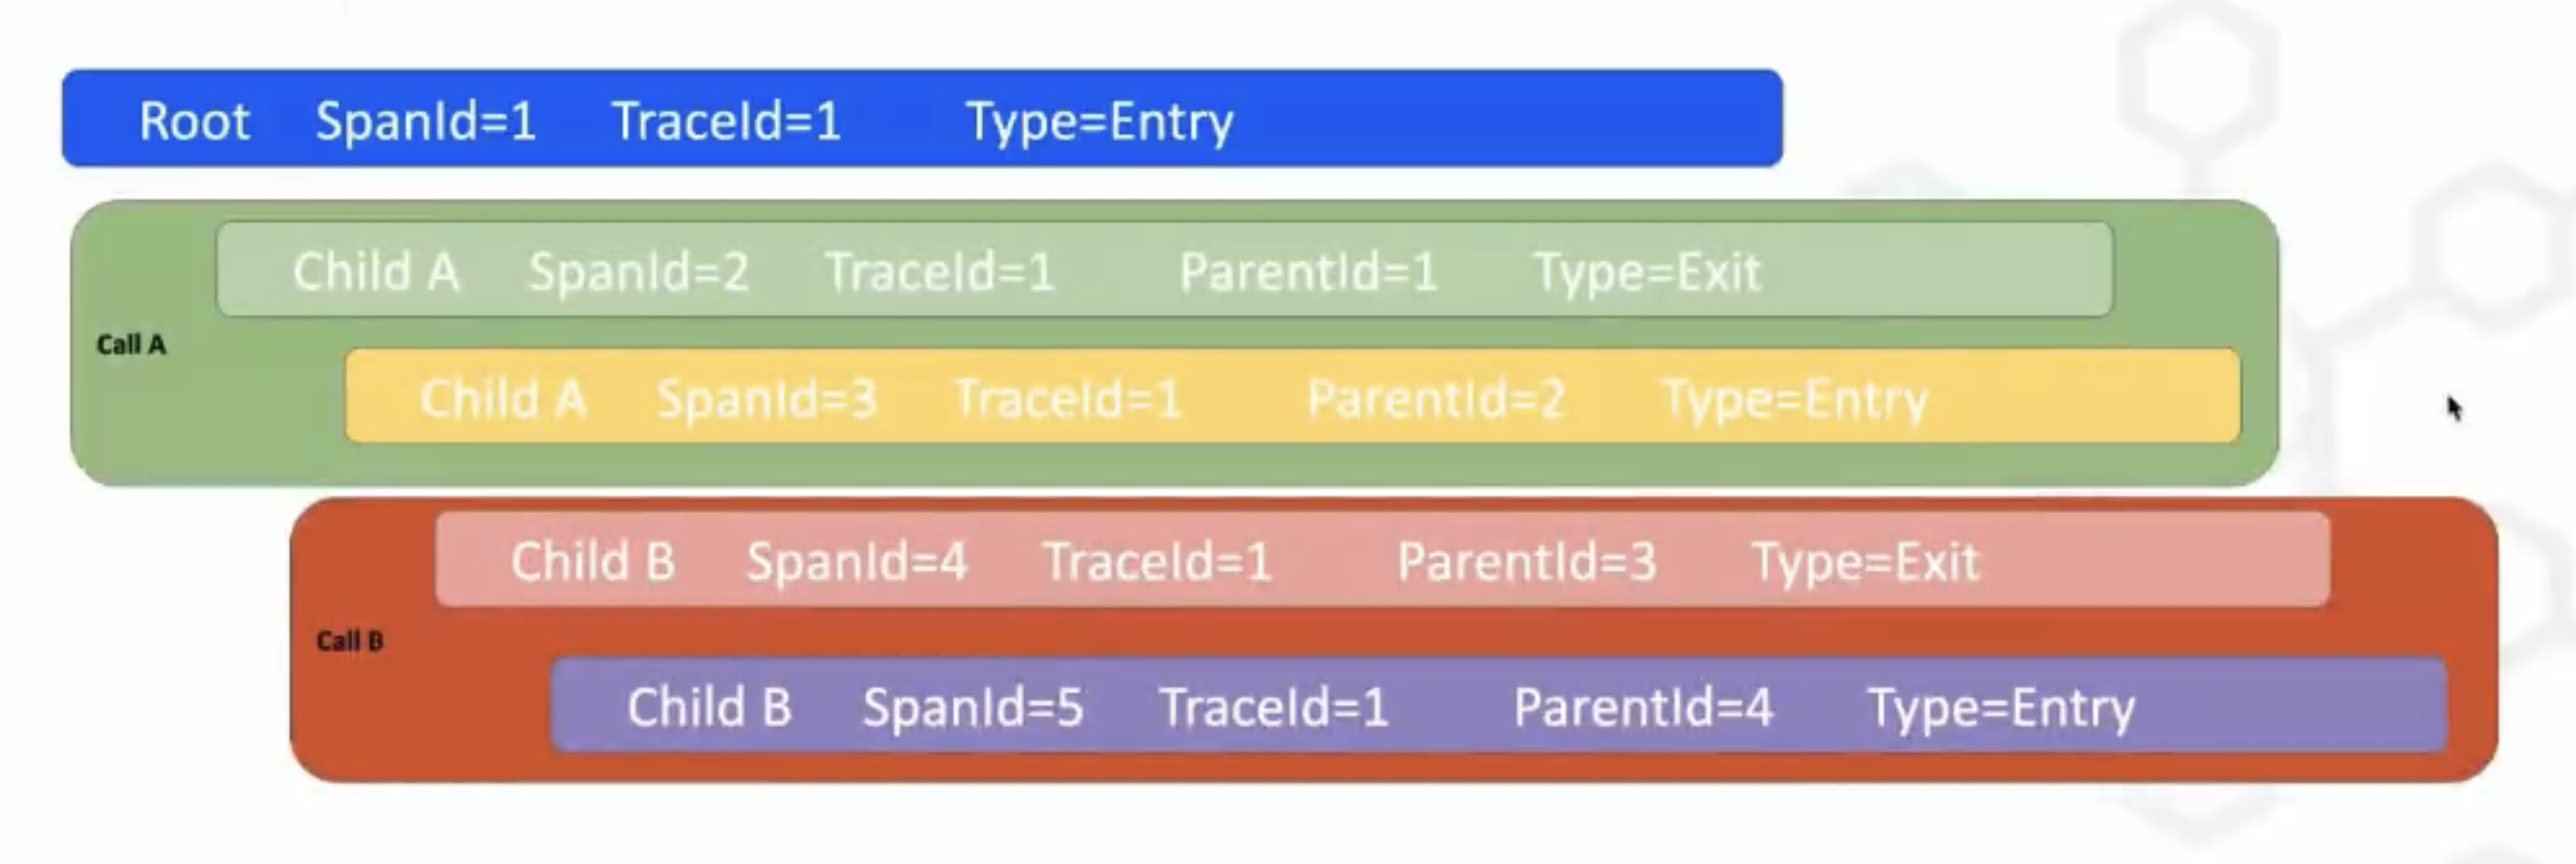 Root SpanId=1 TraceId=1 Type=Entry
Child A SpanId=2 TraceId=1 ParentId=1 Type=Exit
Call A
Child A SpanId=3 TraceId=1 ParentId=2 Type=Entry
Child B SpanId=4 TraceId=1 ParentId=3 Type=Exit
Call B
Child B SpanId=5 TraceId=1 ParentId=4 Type=Entry